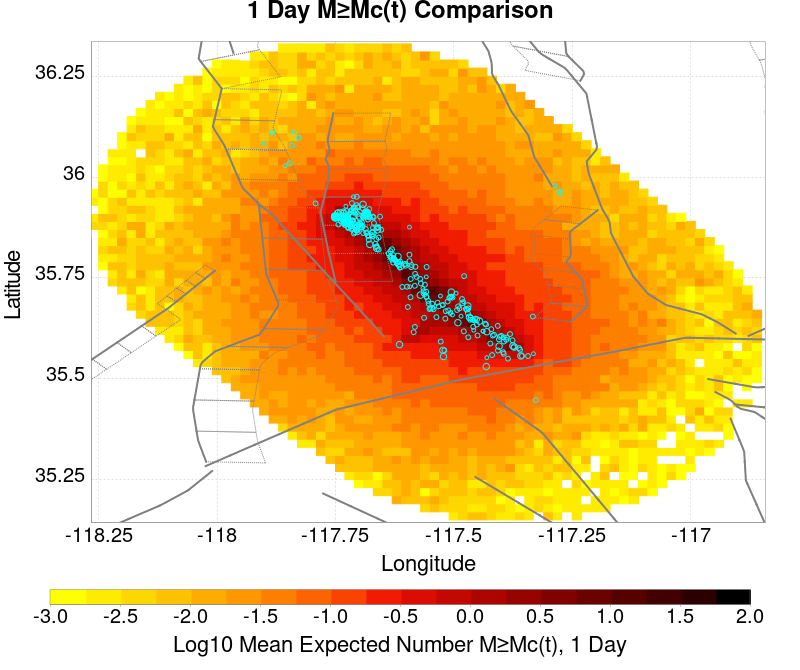 1 Day M≥Mc(t) Comparison
36.25
36
35.75
35.5
35.25
Latitude
-118.25 -118 -117.75 -117.5 -117.25 -117
Longitude
-3.0 -2.5 -2.0 -1.5 -1.0 -0.5 0.0 0.5 1.0 1.5 2.0
Log10 Mean Expected Number M≥Mc(t), 1 Day